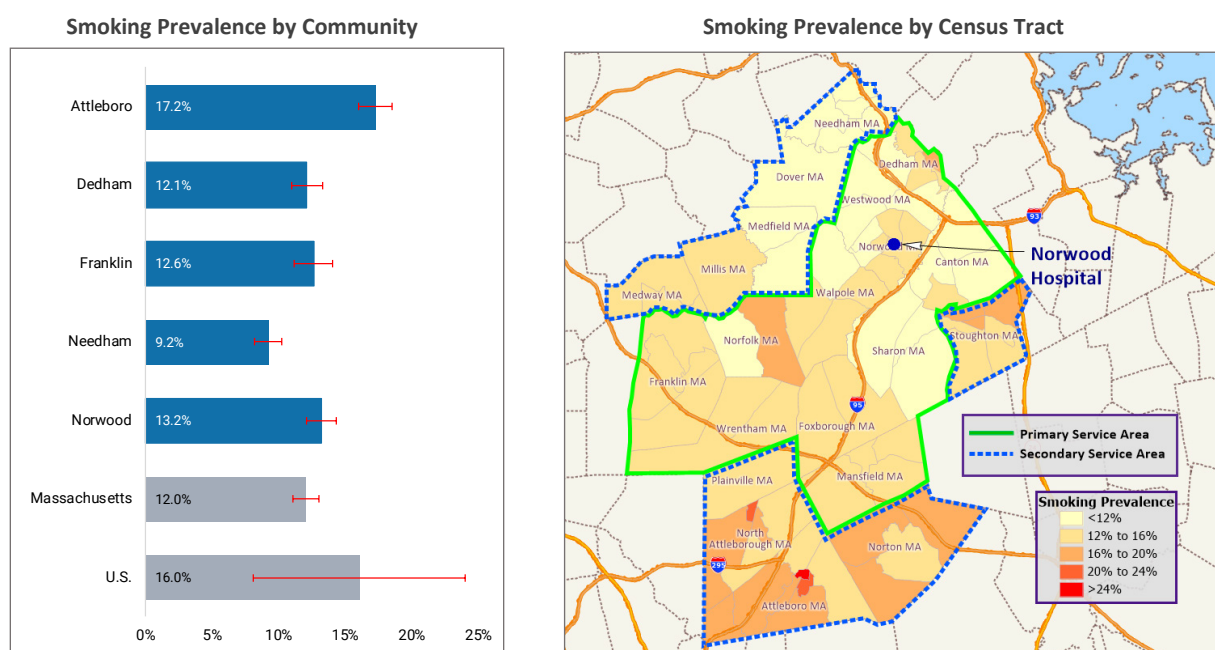 Smoking Prevalence by Community
Attleboro
17.2%
Dedham
12.1%
Franklin
12.6%
Needham
9.2%
Norwood
13.2%
Massachusetts
12.0%
U.S.
16.0%
0%
5%
10%
15%
20%
25%
Smoking Prevalence by Census Tract
Needham MA
Dedham MA
Dover MA
Westwood MA
Medfield MA
93
Norwood
Hospital
Canton MA
Millis MA
Medway MA
Walpole MA
Stoughton MA
Norfolk MA
Sharon MA
Franklin MA
95
Wrentham MA
Foxborough MA
Plainville MA
Mansfield MA
North
Attleborough MA
Norton MA
295
Attleboro MA
Primary Service Area
Secondary Service Area
Smoking Prevalence
<12%
12% to 16%
16% to 20%
20% to 24%
>24%